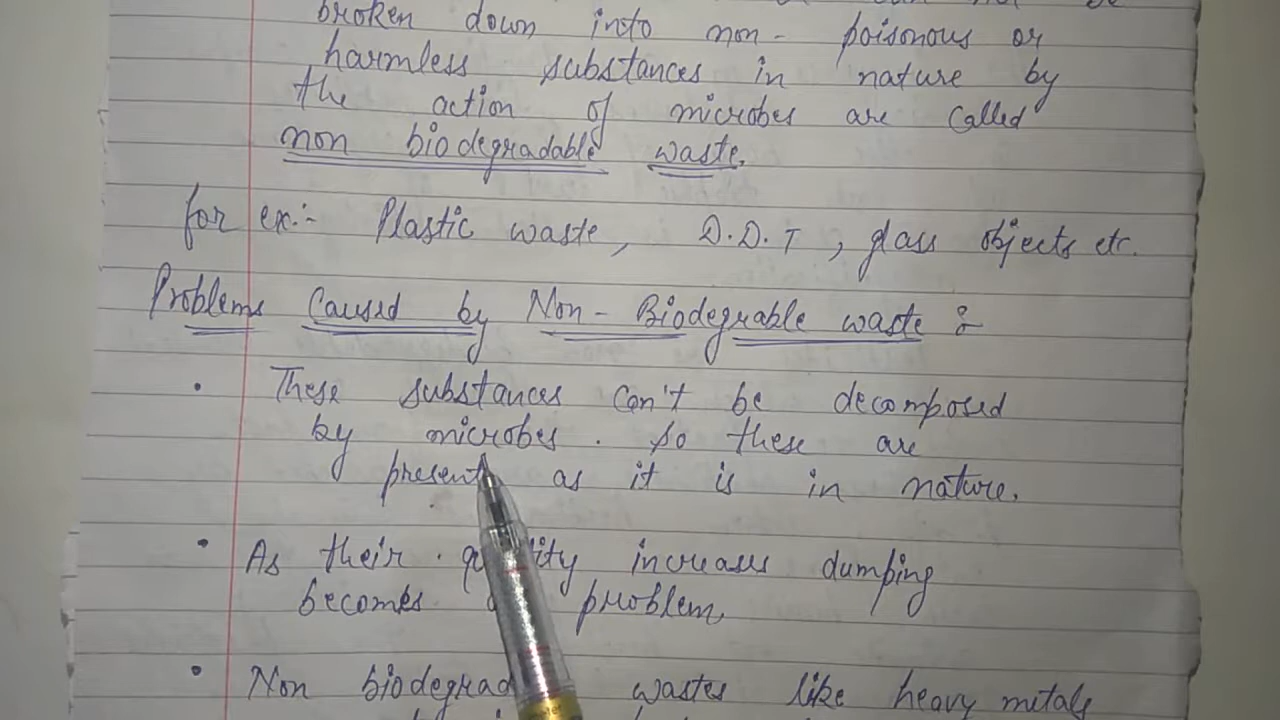 broken down into non- poisonous or
harmless substances in nature by
the action of microbes are called
non biodegradable waste.
for ex:- Plastic waste, D.D.T, glass objects etc.
Problems Caused by Non-Biodegrable waste :-
• These substances can't be decomposed
by microbes. So these are
present as it is in nature.
• As their increases dumping
becomes problem.
• Non wastes like heavy metals